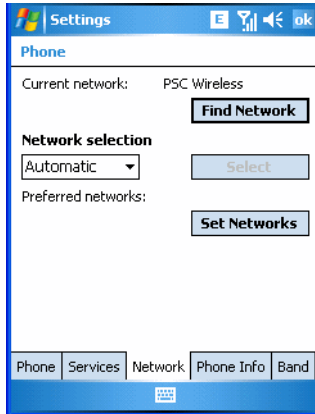 Settings E ok
Phone
Current network: PSC Wireless
Find Network
Network selection
Automatic Select
Preferred networks:
Set Networks
Phone Services Network Phone Info Band